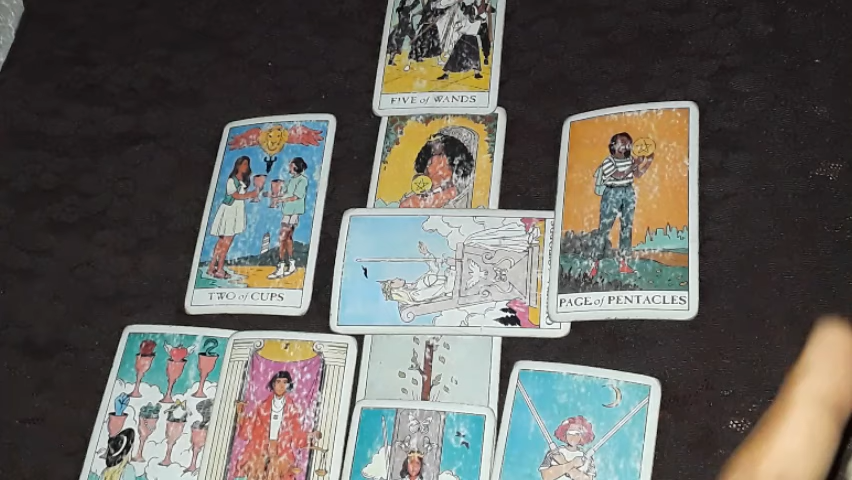 FIVE of WANDS
TWO of CUPS
PAGE of PENTACLES